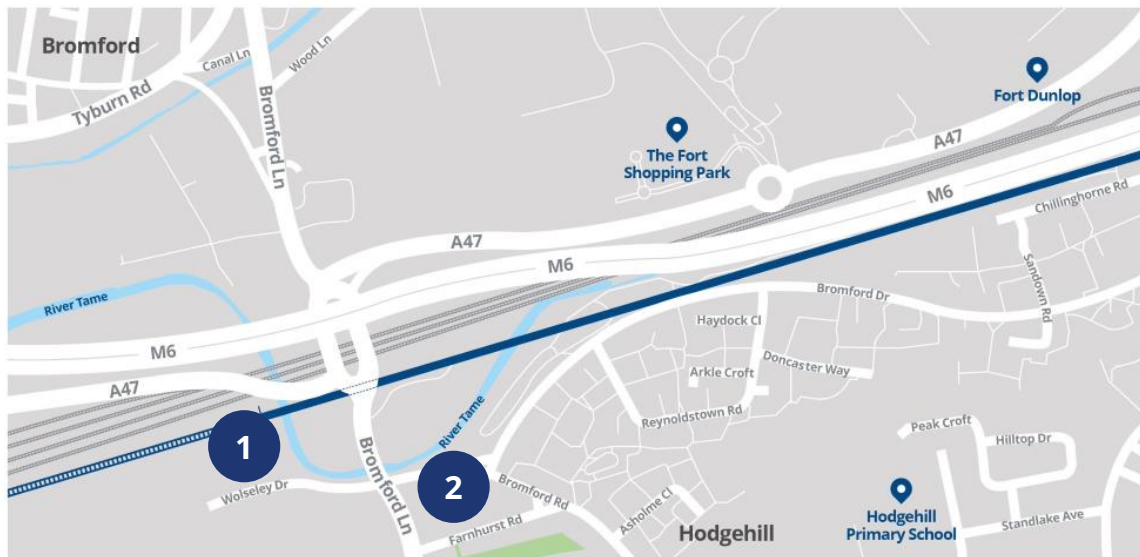 Bromford
Canal Ln
Wood Ln
Tyburn Rd
Bromford Ln
Fort Dunlop
The Fort
Shopping Park
A47
M6
Chillinghorne Rd
A47
M6
River Tame
Bromford Dr
Sandown Rd
Haydock Cl
M6
Doncaster Way
Arkle Croft
A47
Reynoldstown Rd
River Tame
Peak Croft
Hilltop Dr
1
Bromford Ln
2
Wolseley Dr
Bromford Rd
Asholme Cl
Farnhurst Rd
Hodgehill
Hodgehill
Primary School
Standlake Ave